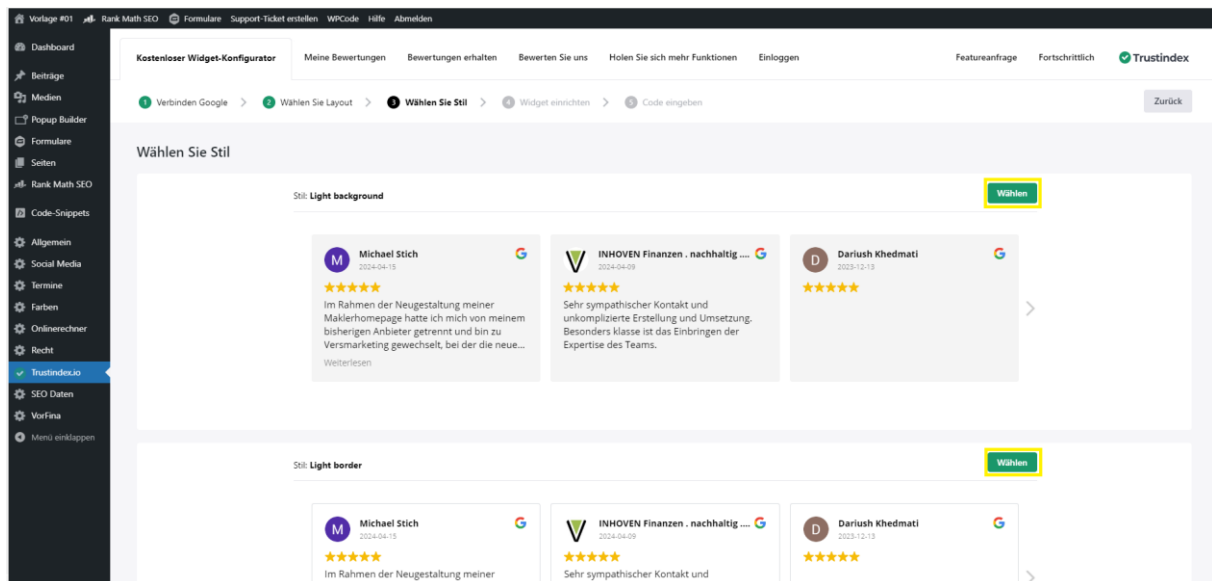 Vorlage #01 Rank Math SEO Formulare Support-Ticket erstellen WPCode Hilfe Abmelden
Dashboard
Beiträge
Medien
Popup Builder
Formulare
Seiten
Rank Math SEO
Code-Snippets
Allgemein
Social Media
Termine
Farben
Onlinerechner
Recht
Trustindex.io
SEO Daten
VorFina
Menü einklappen
Kostenloser Widget-Konfigurator Meine Bewertungen Bewertungen erhalten Bewerten Sie uns Holen Sie sich mehr Funktionen Einloggen Featureanfrage Fortschrittlich Trustindex
1 Verbinden Google > 2 Wählen Sie Layout > 3 Wählen Sie Stil > 4 Widget einrichten > 5 Code eingeben Zurück
Wählen Sie Stil
Stil: Light background Wählen
M Michael Stich
2024-04-15
Im Rahmen der Neugestaltung meiner
Maklerhomepage hatte ich mich von meinem
bisherigen Anbieter getrennt und bin zu
Versmarketing gewechselt, bei der die neue...
Weiterlesen
INHOVEN Finanzen . nachhaltig ....
2024-04-09
Sehr sympathischer Kontakt und
unkomplizierte Erstellung und Umsetzung.
Besonders klasse ist das Einbringen der
Expertise des Teams.
D Dariush Khedmati
2023-12-13
Stil: Light border Wählen
M Michael Stich
2024-04-15
Im Rahmen der Neugestaltung meiner
INHOVEN Finanzen . nachhaltig ....
2024-04-09
Sehr sympathischer Kontakt und
D Dariush Khedmati
2023-12-13